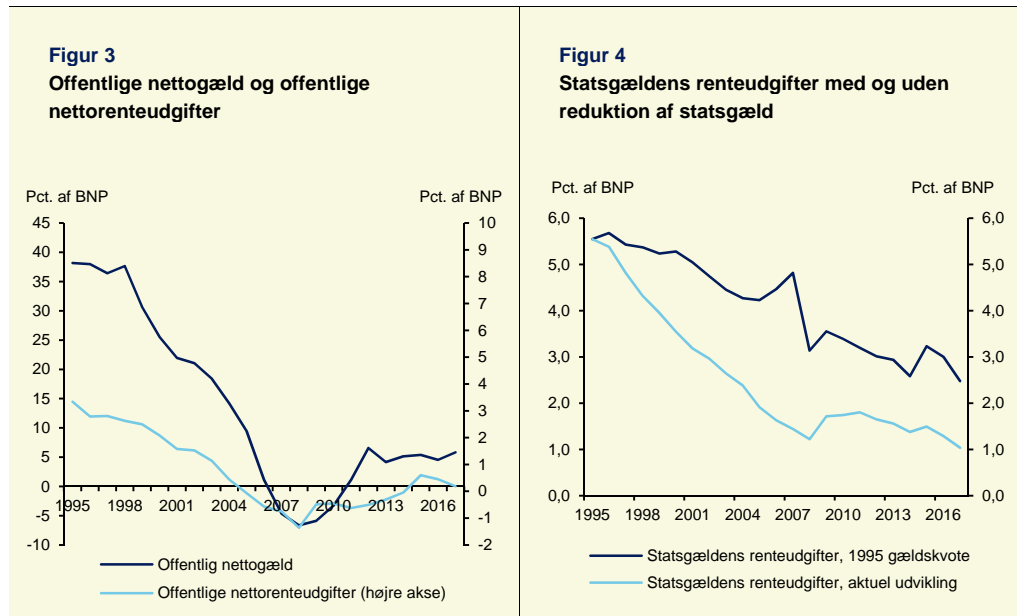 Figur 3
Offentlige nettogæld og offentlige
nettorenteudgifter
Pct. af BNP
Pct. af BNP
45
40
35
30
25
20
15
10
5
0
-5
-10
10
9
8
7
6
5
4
3
2
1
0
-1
-2
1995 1998 2001 2004 2007 2010 2013 2016
Offentlig nettogæld
Offentlige nettorenteudgifter (højre akse)
Figur 4
Statsgældens renteudgifter med og uden
reduktion af statsgæld
Pct. af BNP
Pct. af BNP
6,0
5,0
4,0
3,0
2,0
1,0
0,0
6,0
5,0
4,0
3,0
2,0
1,0
0,0
1995 1998 2001 2004 2007 2010 2013 2016
Statsgældens renteudgifter, 1995 gældskvote
Statsgældens renteudgifter, aktuel udvikling